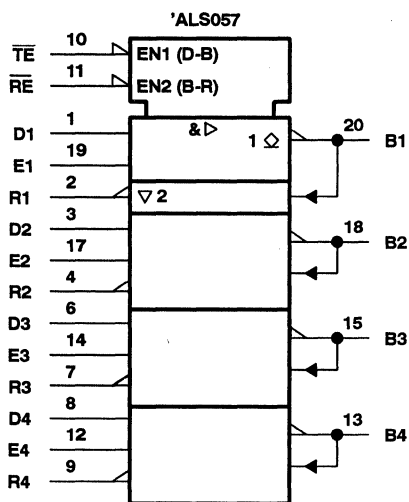 'ALS057
TE 10 EN1 (D-B)
RE 11 EN2 (B-R)
D1 1 & ▷ 1 ◇ 20 B1
E1 19
R1 2 ▽ 2
D2 3 18 B2
E2 17
R2 4
D3 6 15 B3
E3 14
R3 7
D4 8 13 B4
E4 12
R4 9